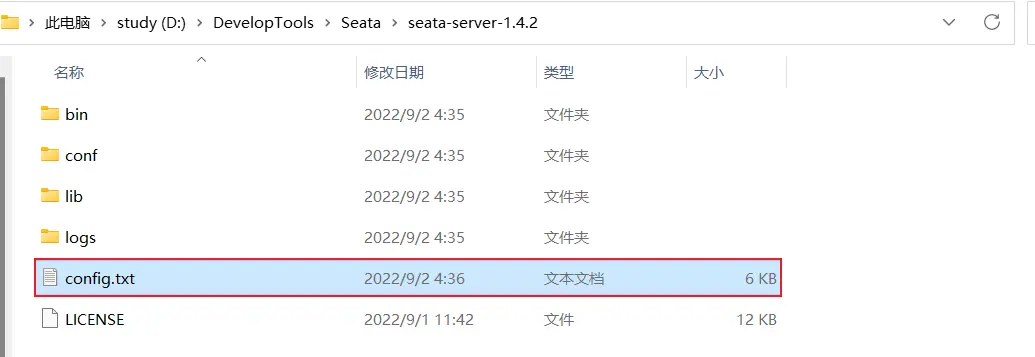 此电脑 › study (D:) › DevelopTools › Seata › seata-server-1.4.2
名称 修改日期 类型 大小
bin 2022/9/2 4:35 文件夹
conf 2022/9/2 4:35 文件夹
lib 2022/9/2 4:35 文件夹
logs 2022/9/2 4:35 文件夹
config.txt 2022/9/2 4:36 文本文档 6 KB
LICENSE 2022/9/1 11:42 文件 12 KB